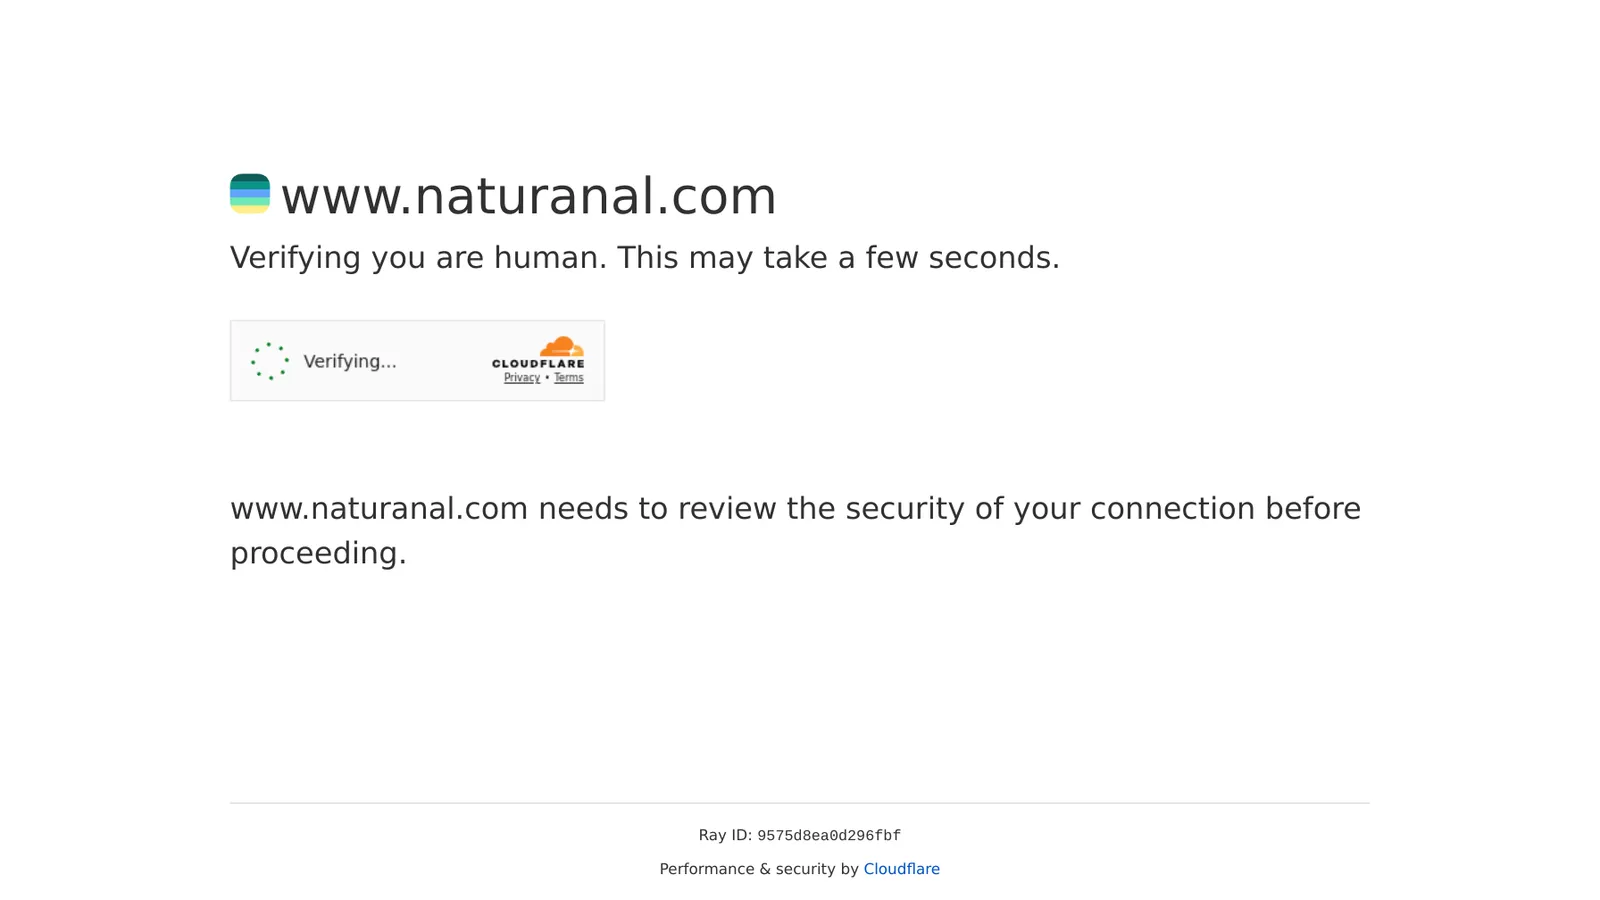 www.naturanal.com
Verifying you are human. This may take a few seconds.
Verifying...
CLOUDFLARE
Privacy • Terms
www.naturanal.com needs to review the security of your connection before
proceeding.
Ray ID: 9575d8ea0d296fbf
Performance & security by Cloudflare